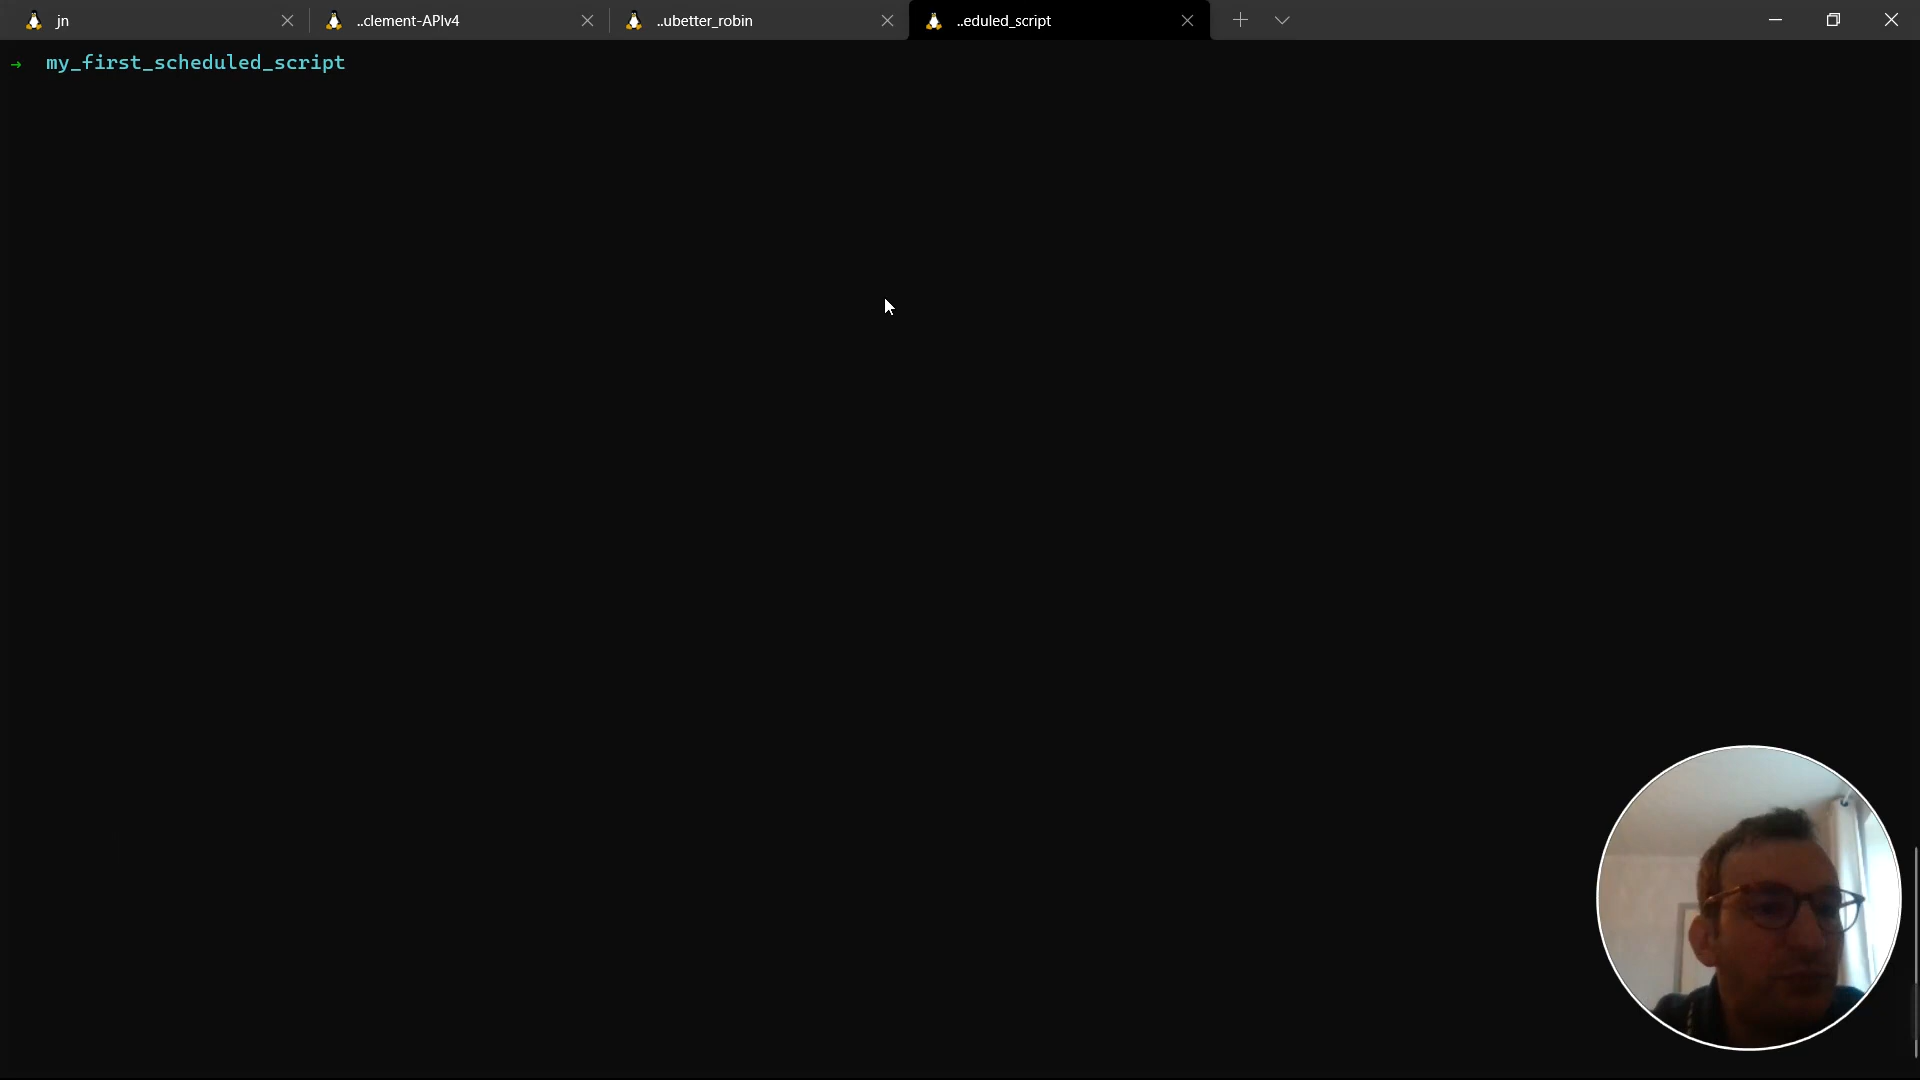 jn
..clement-APIv4
..ubetter_robin
..eduled_script
→ my_first_scheduled_script